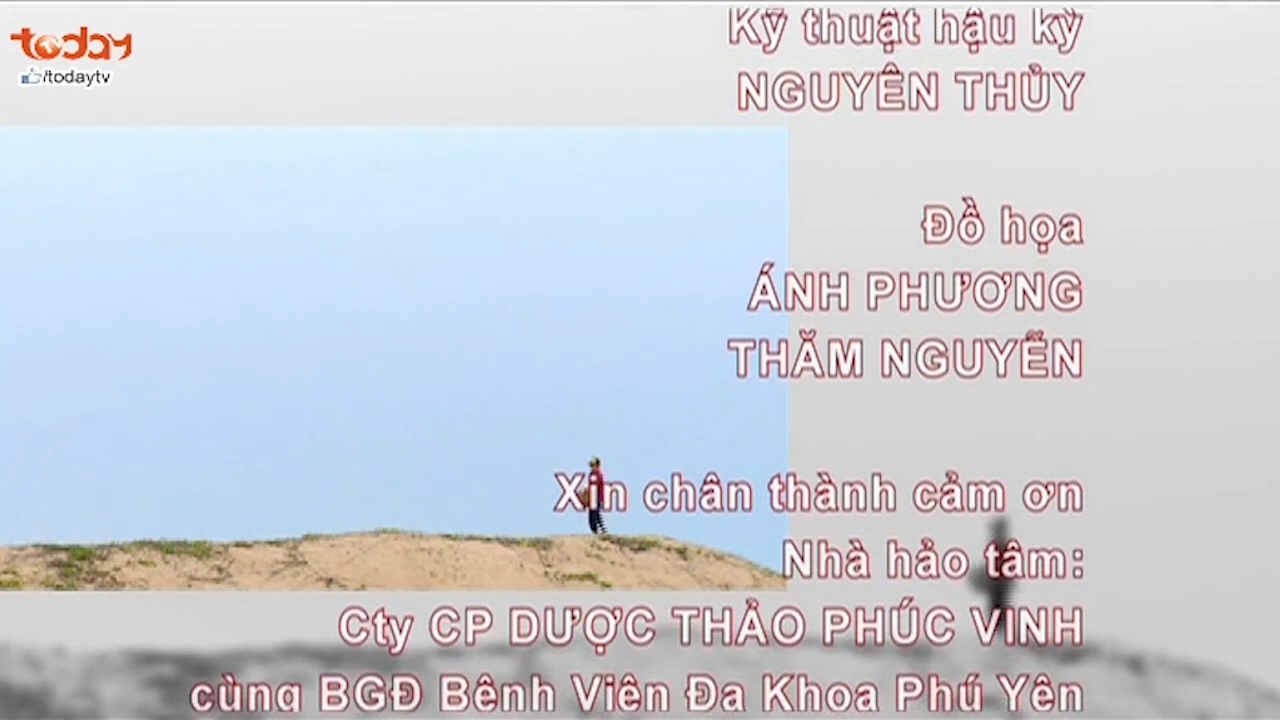 today
/todaytv
Kỹ thuật hậu kỳ
NGUYÊN THỦY
Đồ họa
ÁNH PHƯƠNG
THĂM NGUYỄN
Xin chân thành cảm ơn
Nhà hảo tâm:
Cty CP DƯỢC THẢO PHÚC VINH
cùng BGĐ Bệnh Viện Đa Khoa Phú Yên